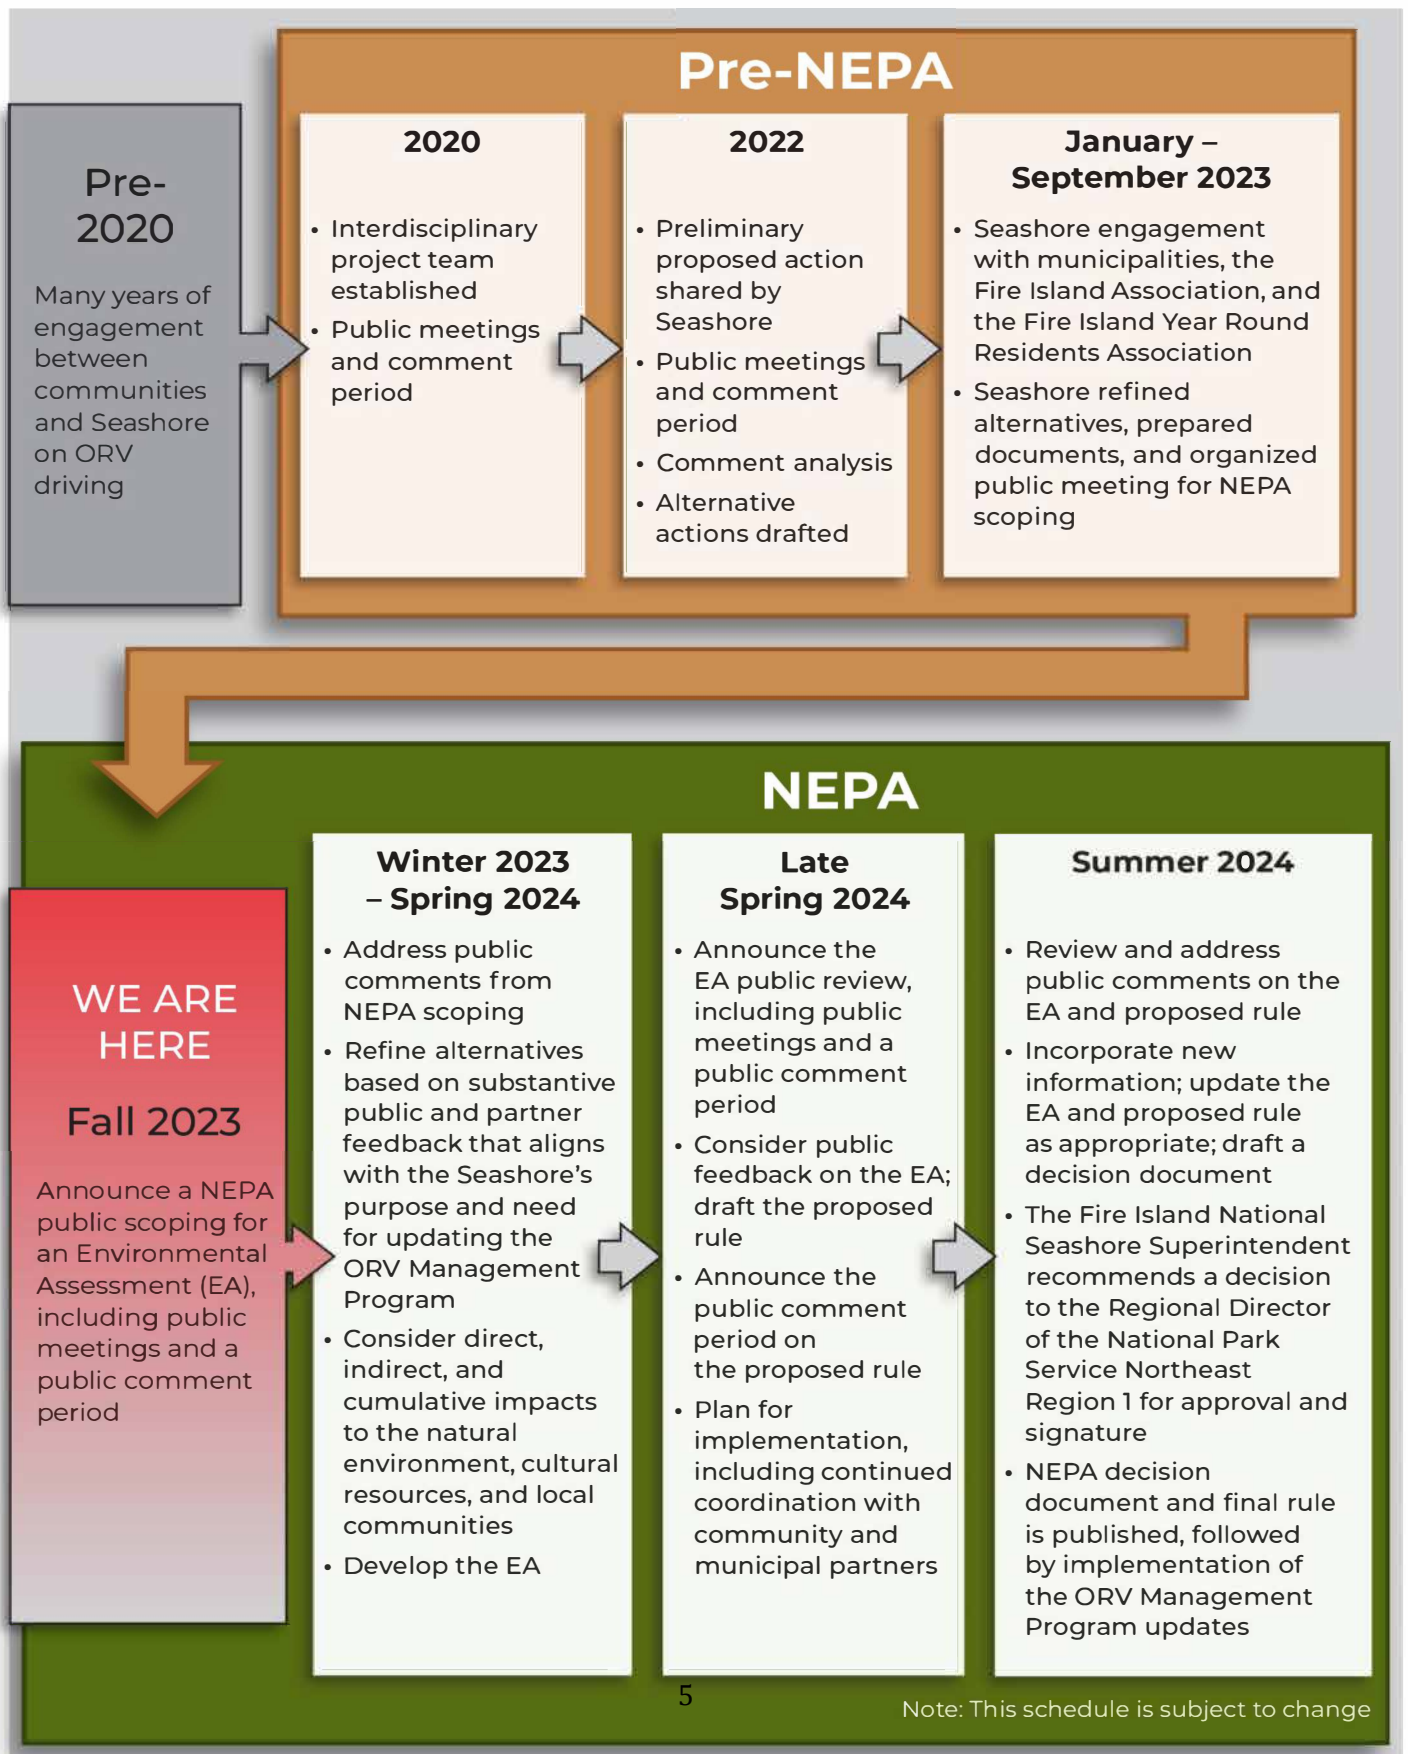 Pre-NEPA
Pre-
2020
Many years of
engagement
between
communities
and Seashore
on ORV
driving
2020
• Interdisciplinary
project team
established
• Public meetings
and comment
period
2022
• Preliminary
proposed action
shared by
Seashore
• Public meetings
and comment
period
• Comment analysis
• Alternative
actions drafted
January –
September 2023
• Seashore engagement
with municipalities, the
Fire Island Association, and
the Fire Island Year Round
Residents Association
• Seashore refined
alternatives, prepared
documents, and organized
public meeting for NEPA
scoping
NEPA
WE ARE
HERE
Fall 2023
Announce a NEPA
public scoping for
an Environmental
Assessment (EA),
including public
meetings and a
public comment
period
Winter 2023
– Spring 2024
• Address public
comments from
NEPA scoping
• Refine alternatives
based on substantive
public and partner
feedback that aligns
with the Seashore's
purpose and need
for updating the
ORV Management
Program
• Consider direct,
indirect, and
cumulative impacts
to the natural
environment, cultural
resources, and local
communities
• Develop the EA
Late
Spring 2024
• Announce the
EA public review,
including public
meetings and a
public comment
period
• Consider public
feedback on the EA;
draft the proposed
rule
• Announce the
public comment
period on
the proposed rule
• Plan for
implementation,
including continued
coordination with
community and
municipal partners
Summer 2024
• Review and address
public comments on the
EA and proposed rule
• Incorporate new
information; update the
EA and proposed rule
as appropriate; draft a
decision document
• The Fire Island National
Seashore Superintendent
recommends a decision
to the Regional Director
of the National Park
Service Northeast
Region 1 for approval and
signature
• NEPA decision
document and final rule
is published, followed
by implementation of
the ORV Management
Program updates
5
Note: This schedule is subject to change